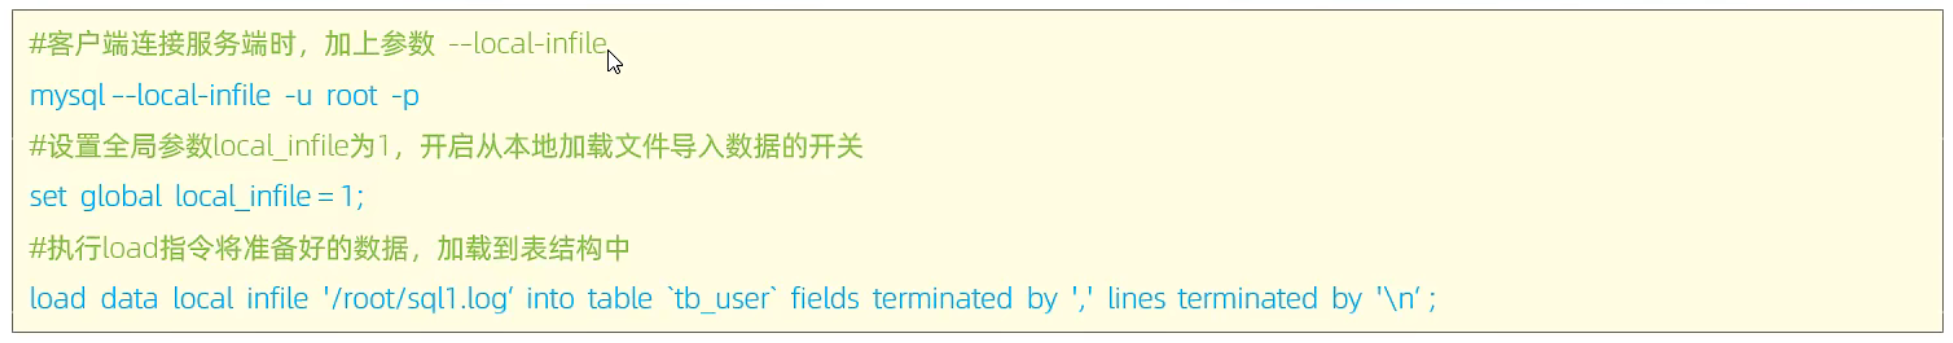 #客户端连接服务端时，加上参数 --local-infile
mysql --local-infile -u root -p
#设置全局参数local_infile为1，开启从本地加载文件导入数据的开关
set global local_infile = 1;
#执行load指令将准备好的数据，加载到表结构中
load data local infile '/root/sql1.log’ into table `tb_user` fields terminated by ',' lines terminated by '\n’ ;